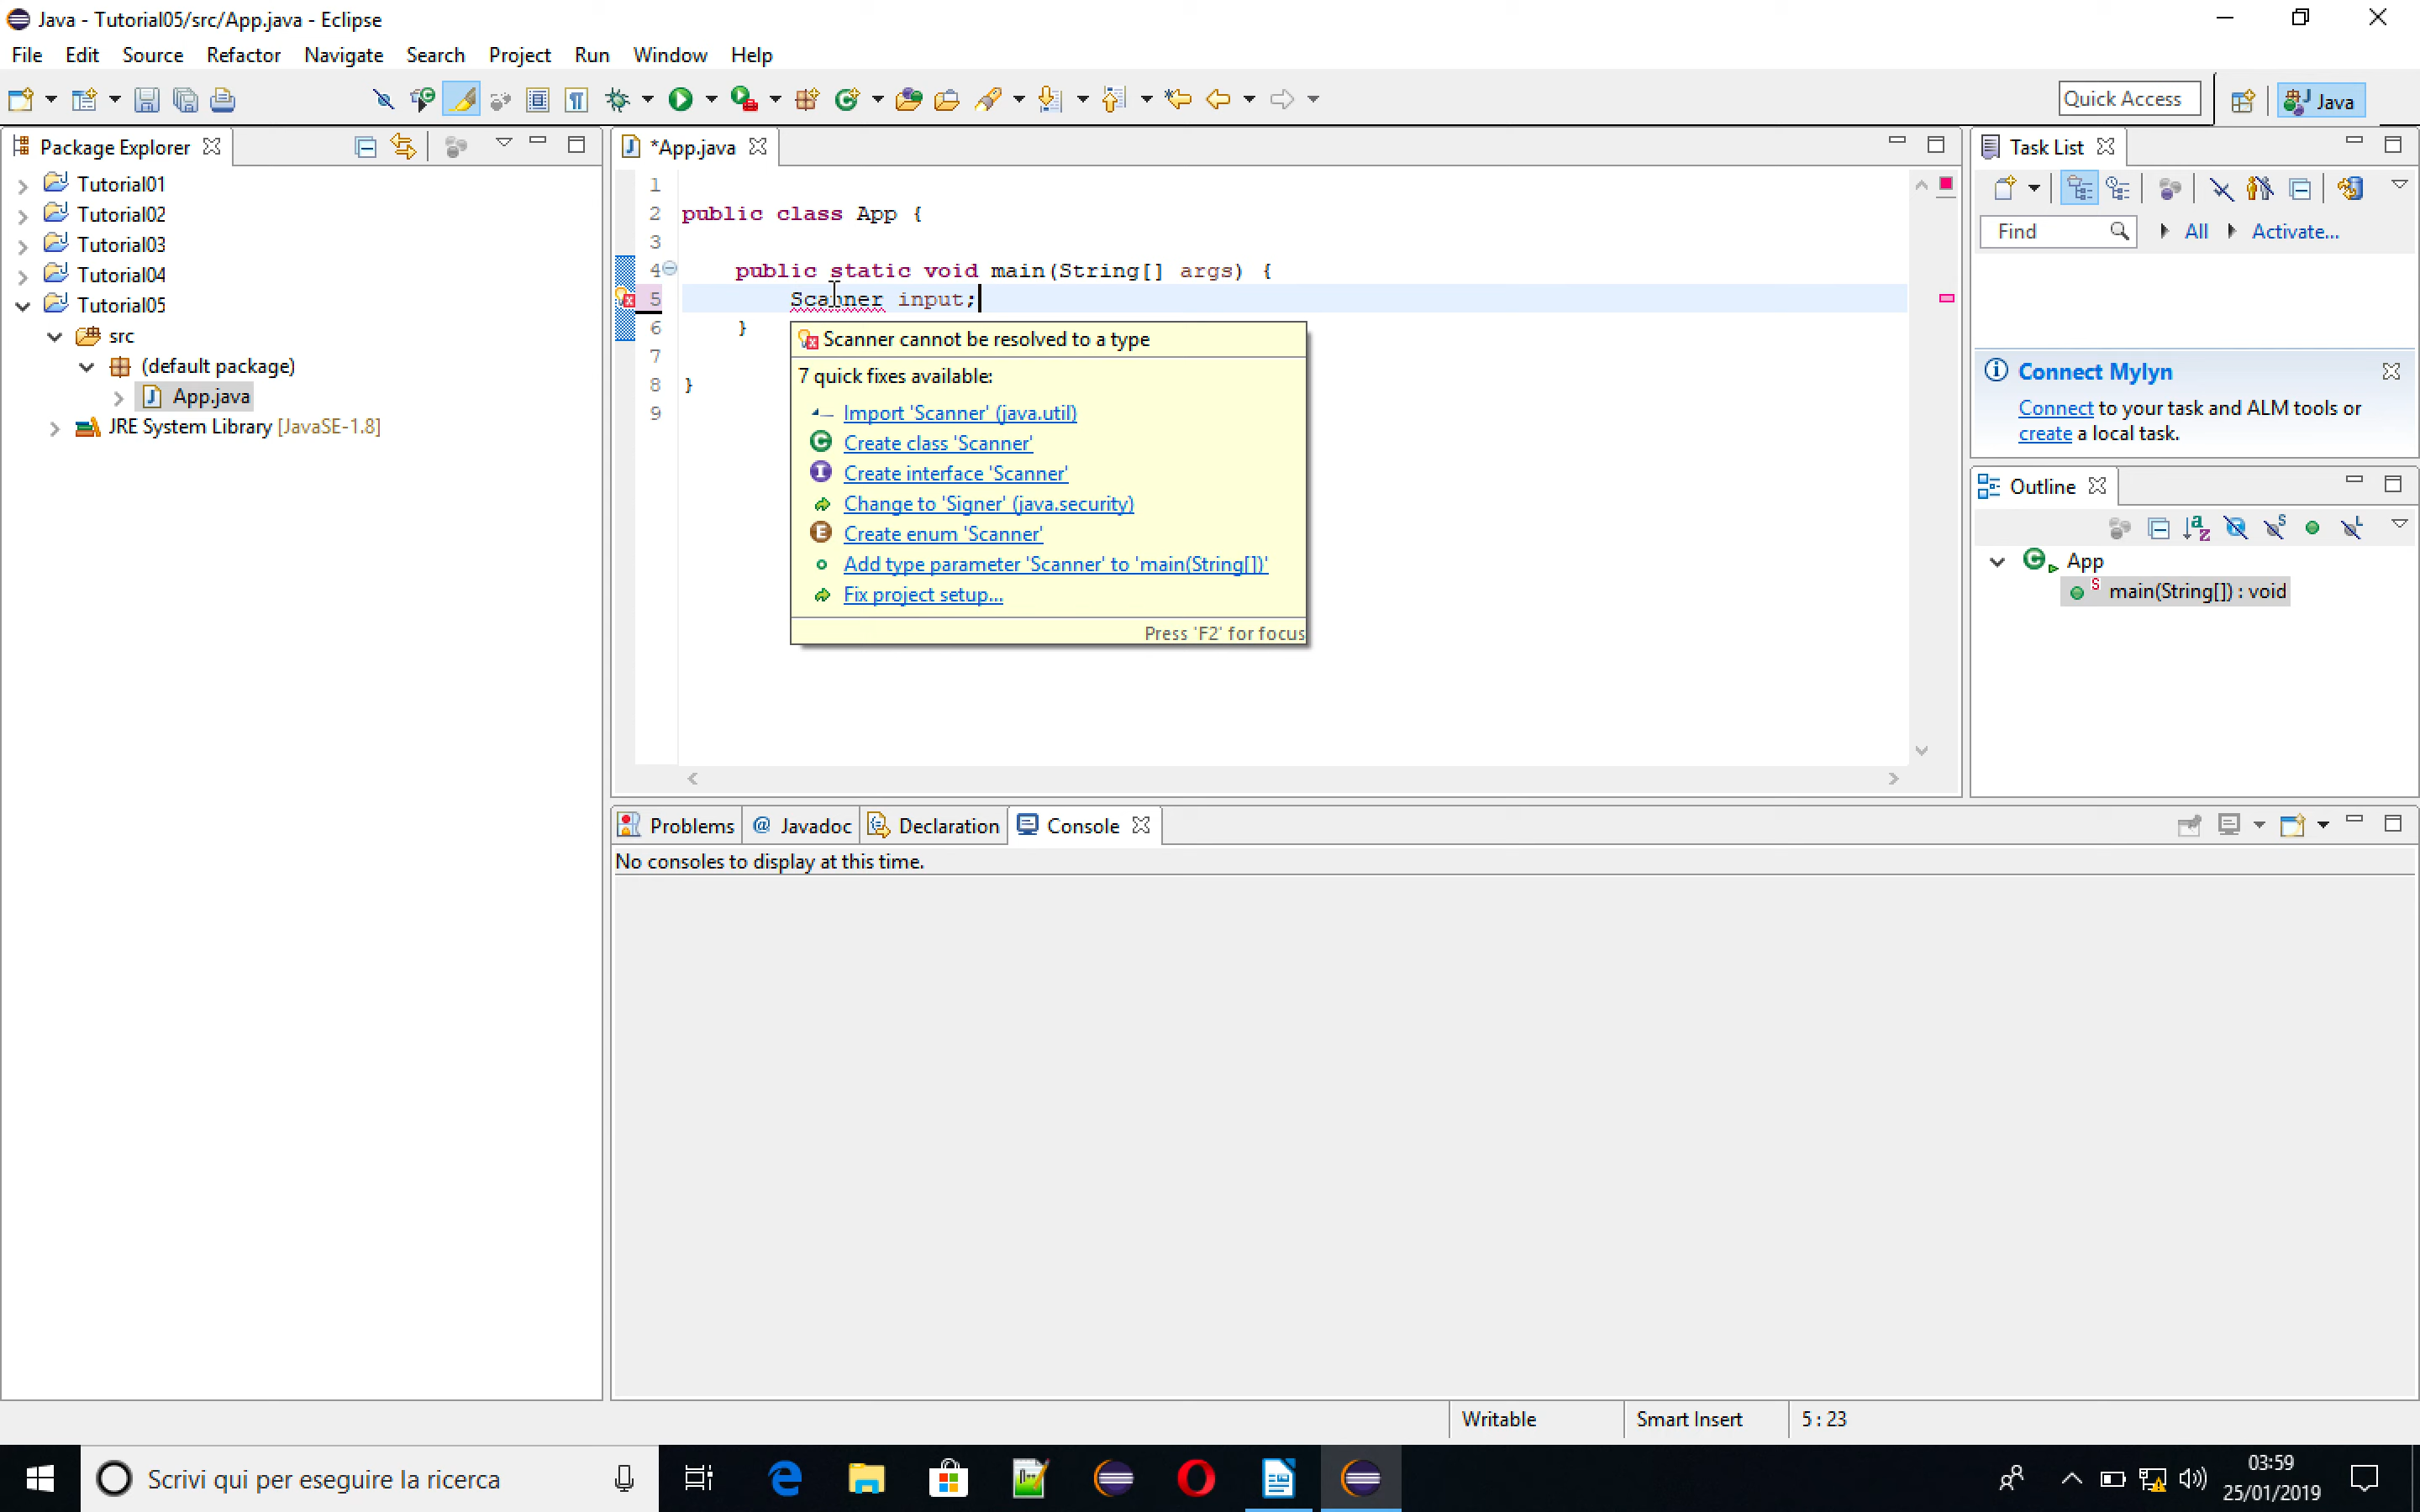 Java - Tutorial05/src/App.java - Eclipse
File Edit Source Refactor Navigate Search Project Run Window Help
Quick Access
Java
Package Explorer
Tutorial01
Tutorial02
Tutorial03
Tutorial04
Tutorial05
src
(default package)
App.java
JRE System Library [JavaSE-1.8]
*App.java
1
2 public class App {
3
4 public static void main(String[] args) {
5 Scanner input;
6 }
7
8 }
9
Scanner cannot be resolved to a type
7 quick fixes available:
Import 'Scanner' (java.util)
Create class 'Scanner'
Create interface 'Scanner'
Change to 'Signer' (java.security)
Create enum 'Scanner'
Add type parameter 'Scanner' to 'main(String[])'
Fix project setup...
Press 'F2' for focus
Task List
Find All Activate...
Connect Mylyn
Connect to your task and ALM tools or
create a local task.
Outline
App
main(String[]) : void
Problems Javadoc Declaration Console
No consoles to display at this time.
Writable Smart Insert 5 : 23
Scrivi qui per eseguire la ricerca
03:59
25/01/2019